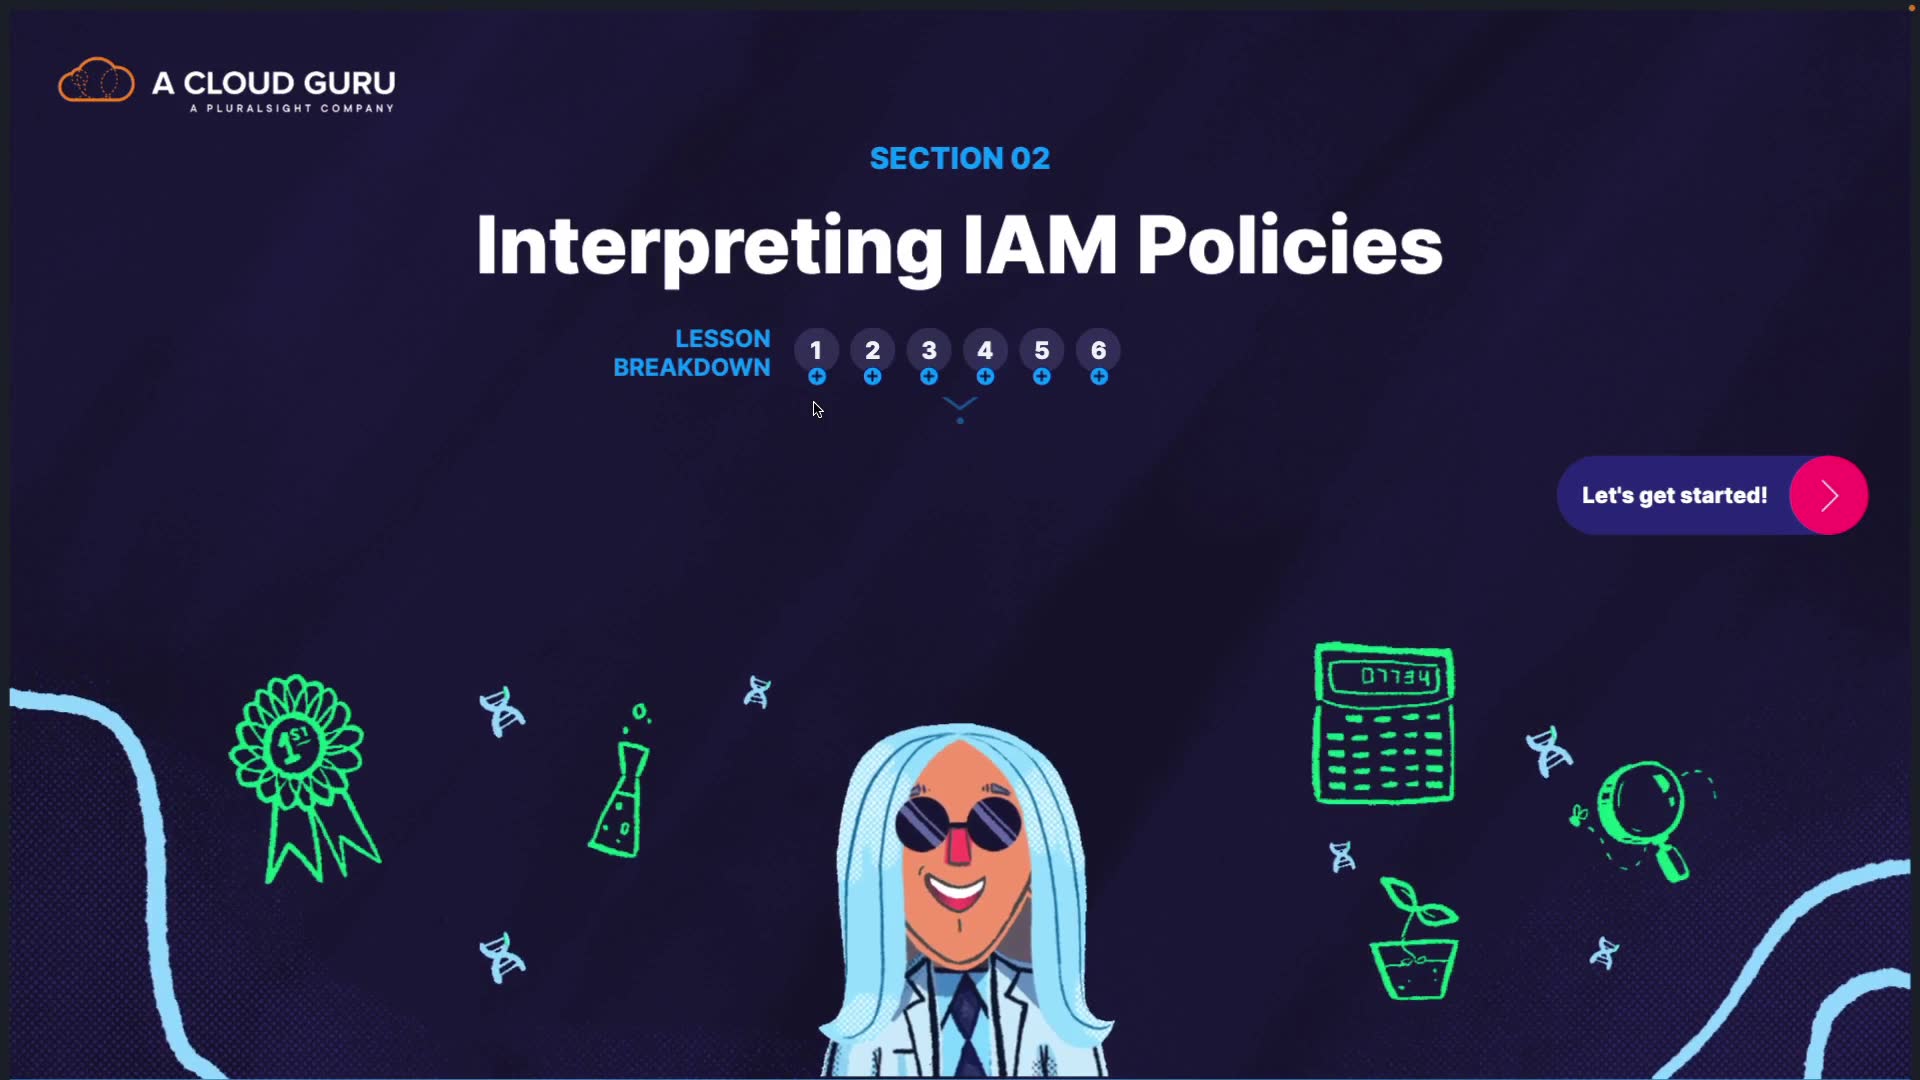 A CLOUD GURU
A PLURALSIGHT COMPANY
SECTION 02
Interpreting IAM Policies
LESSON
BREAKDOWN
1 2 3 4 5 6
Let's get started!
1ST
07734